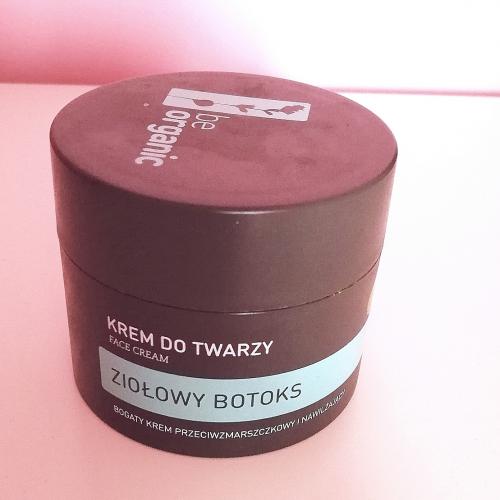 be
organic
KREM DO TWARZY
FACE CREAM
ZIOŁOWY BOTOKS
BOGATY KREM PRZECIWZMARSZCZKOWY I NAWILŻAJĄCY